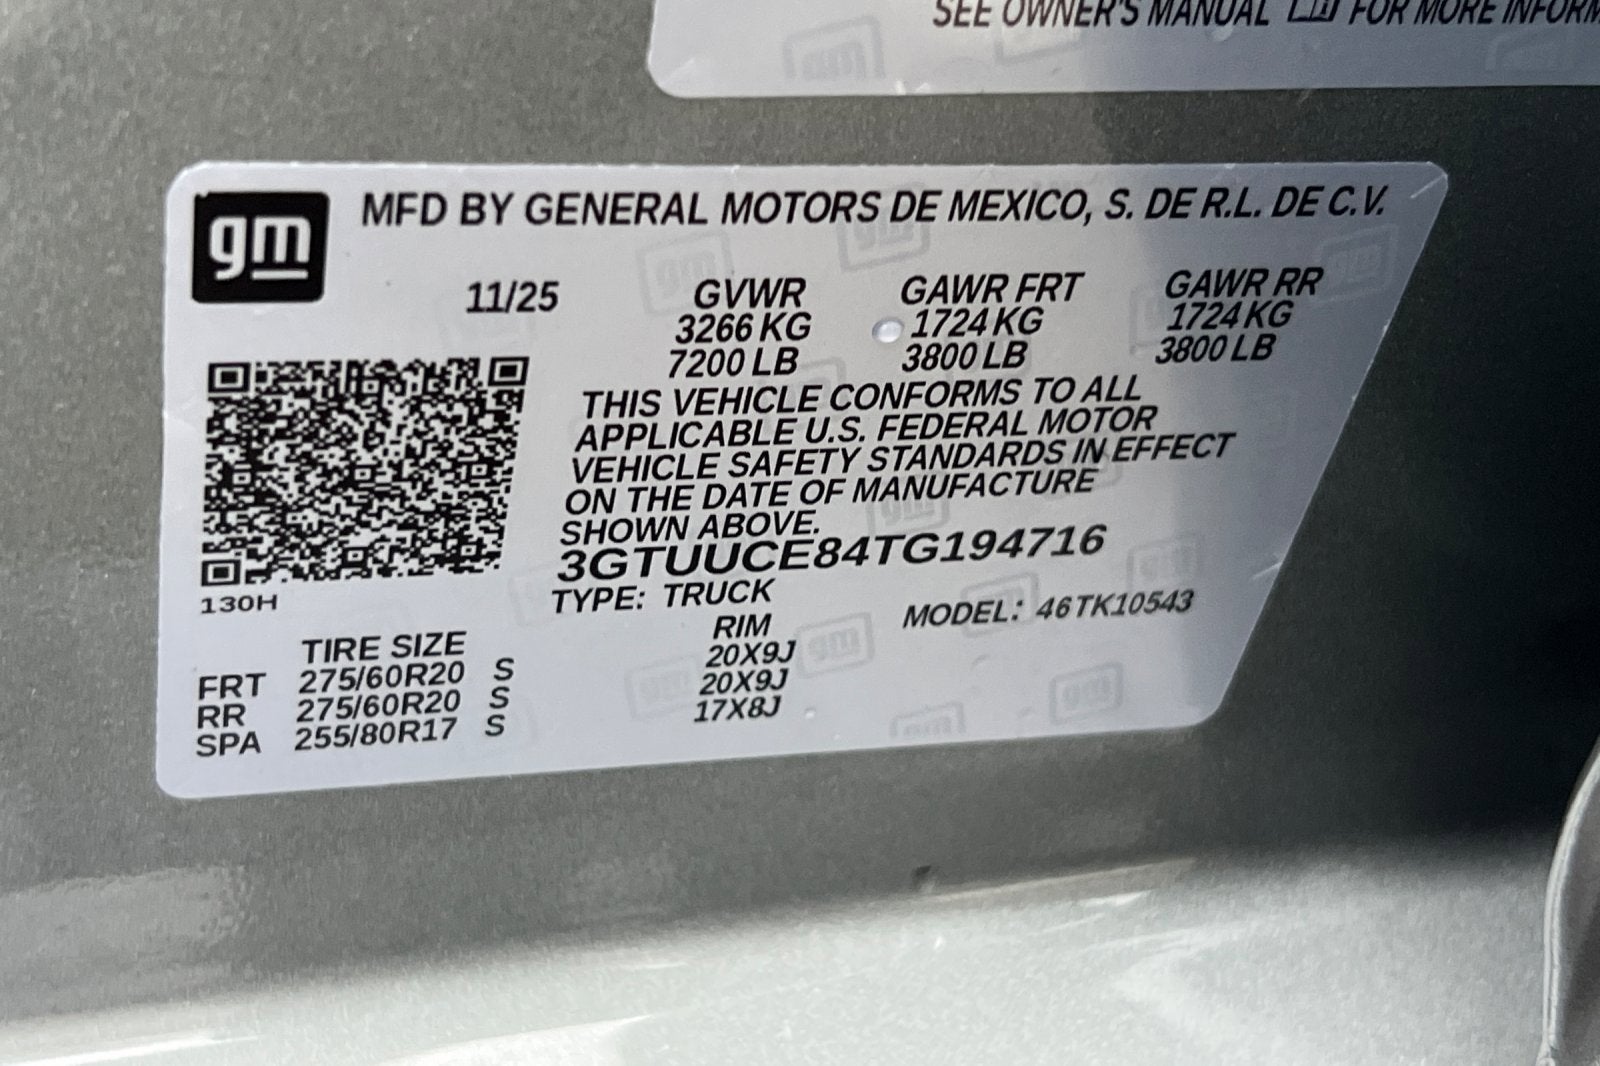 SEE OWNER'S MANUAL FOR MORE
gm MFD BY GENERAL MOTORS DE MEXICO, S. DE R.L. DE C.V.
11/25 GVWR GAWR FRT GAWR RR
3266 KG 1724 KG 1724 KG
7200 LB 3800 LB 3800 LB
THIS VEHICLE CONFORMS TO ALL
APPLICABLE U.S. FEDERAL MOTOR
VEHICLE SAFETY STANDARDS IN EFFECT
ON THE DATE OF MANUFACTURE
SHOWN ABOVE.
3GTUUCE84TG194716
130H
TYPE: TRUCK MODEL: 46TK10543
TIRE SIZE RIM
FRT 275/60R20 S 20X9J
RR 275/60R20 S 20X9J
SPA 255/80R17 S 17X8J